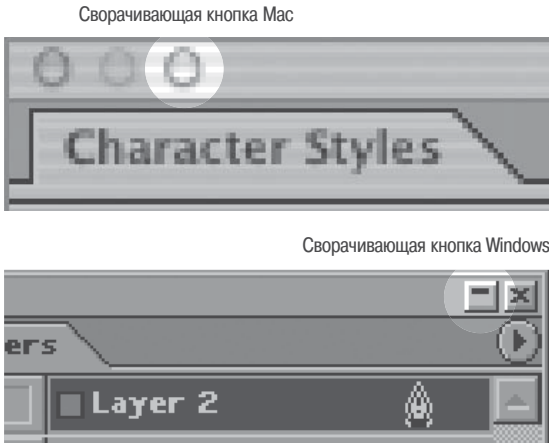 Сворачивающая кнопка Mac
Character Styles
Сворачивающая кнопка Windows
ers
Layer 2